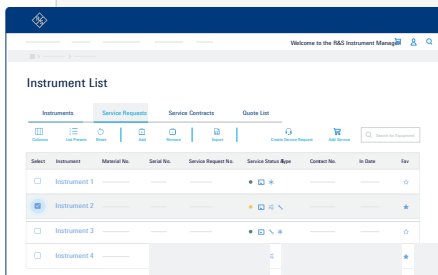 Welcome to the R&S Instrument Manager
Instrument List
Instruments Service Requests Service Contracts Quote List
Columns List Presets Reset Add Remove Export Create Service Request Add Service Search for Equipment
Select Instrument Material No. Serial No. Service Request No. Service Status Type Contact No. In Date Fav
Instrument 1
Instrument 2
Instrument 3
Instrument 4